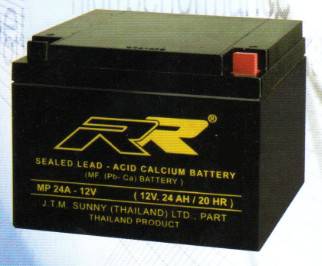 RR®
SEALED LEAD - ACID CALCIUM BATTERY
(MF. (Pb- Ca) BATTERY )
MP 24A - 12V ( 12V. 24 AH / 20 HR )
J.T.M. SUNNY (THAILAND) LTD., PART
THAILAND PRODUCT